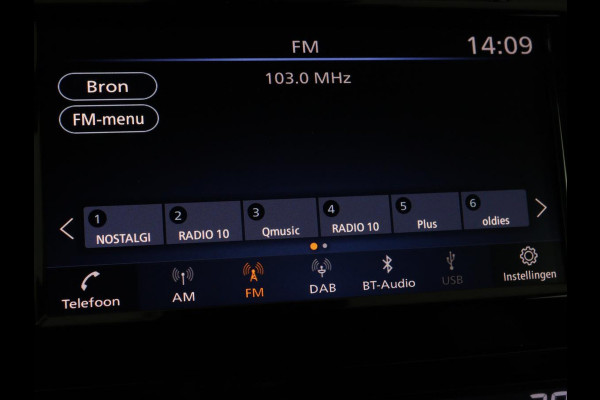 FM 14:09
103.0 MHz
Bron
FM-menu
1 2 3 4 5 6
NOSTALGI RADIO 10 Qmusic RADIO 10 Plus oldies
Telefoon AM FM DAB BT-Audio USB Instellingen